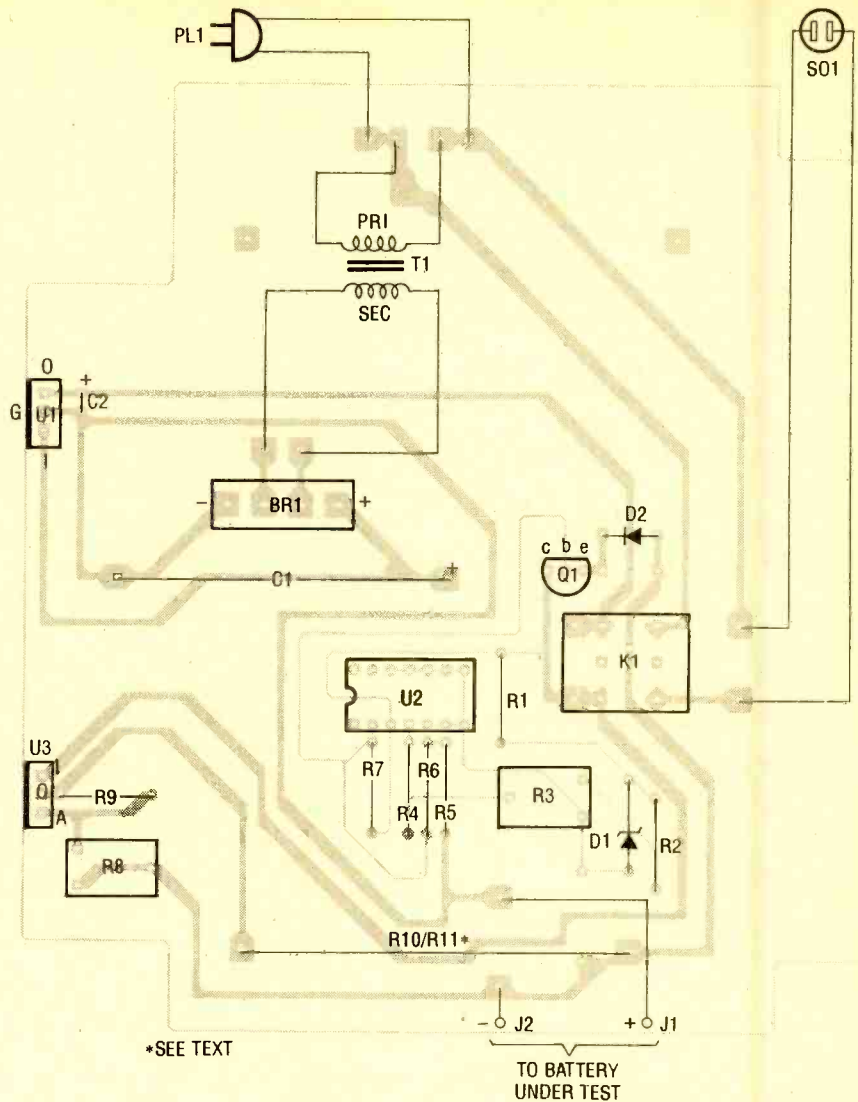 PL1
SO1
PRI
T1
SEC
O
+
C2
G
U1
I
- BR1 +
D2
c b e
Q1
C1
+
K1
U2
R1
U3
I
R7
R6
R9
O
A
R4
R5
R3
D1
R2
R8
R10/R11*
- J2
+ J1
*SEE TEXT
TO BATTERY
UNDER TEST